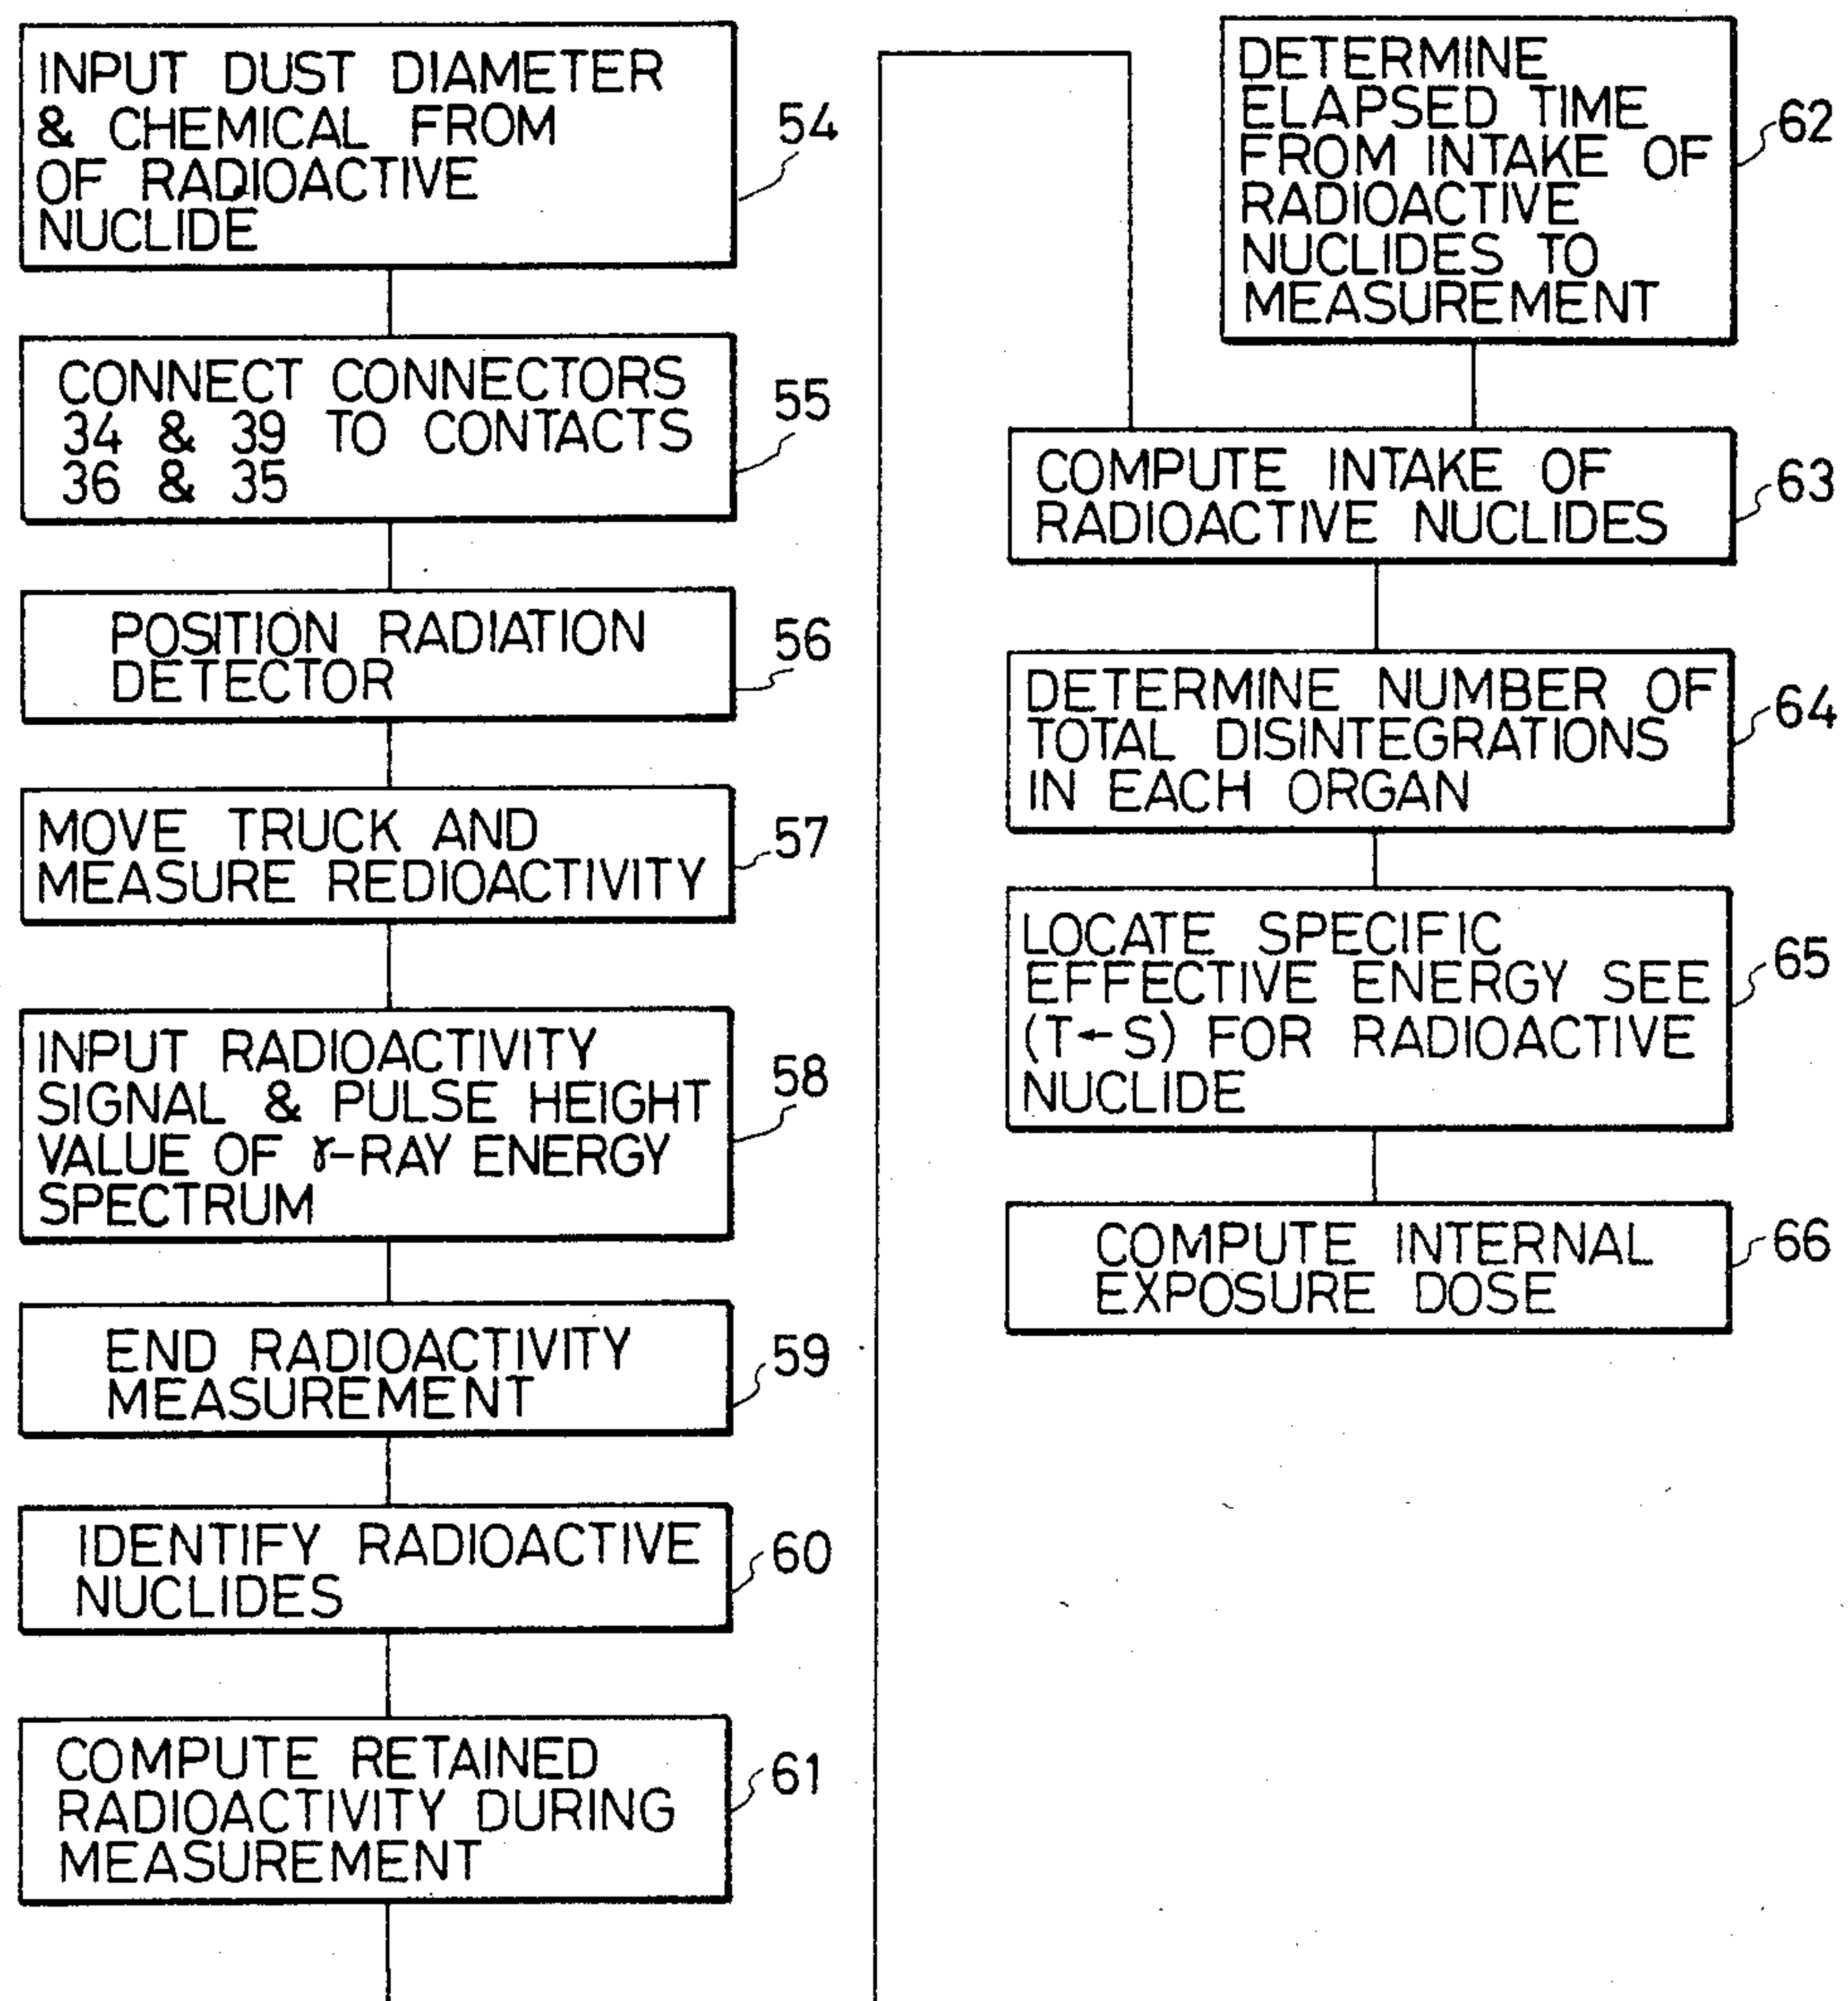 INPUT DUST DIAMETER
& CHEMICAL FROM
OF RADIOACTIVE
NUCLIDE
54
CONNECT CONNECTORS
34 & 39 TO CONTACTS
36 & 35
55
POSITION RADIATION
DETECTOR
56
MOVE TRUCK AND
MEASURE REDIOACTIVITY
57
INPUT RADIOACTIVITY
SIGNAL & PULSE HEIGHT
VALUE OF γ-RAY ENERGY
SPECTRUM
58
END RADIOACTIVITY
MEASUREMENT
59
IDENTIFY RADIOACTIVE
NUCLIDES
60
COMPUTE RETAINED
RADIOACTIVITY DURING
MEASUREMENT
61
DETERMINE
ELAPSED TIME
FROM INTAKE OF
RADIOACTIVE
NUCLIDES TO
MEASUREMENT
62
COMPUTE INTAKE OF
RADIOACTIVE NUCLIDES
63
DETERMINE NUMBER OF
TOTAL DISINTEGRATIONS
IN EACH ORGAN
64
LOCATE SPECIFIC
EFFECTIVE ENERGY SEE
(T←S) FOR RADIOACTIVE
NUCLIDE
65
COMPUTE INTERNAL
EXPOSURE DOSE
66